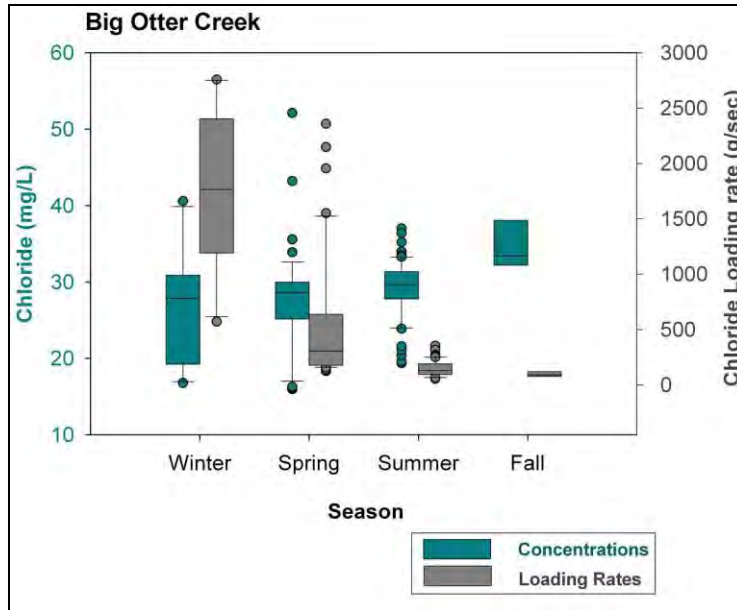 Big Otter Creek
60
50
40
30
20
10
Chloride (mg/L)
3000
2500
2000
1500
1000
500
0
Chloride Loading rate (g/sec)
Winter
Spring
Summer
Fall
Season
Concentrations
Loading Rates